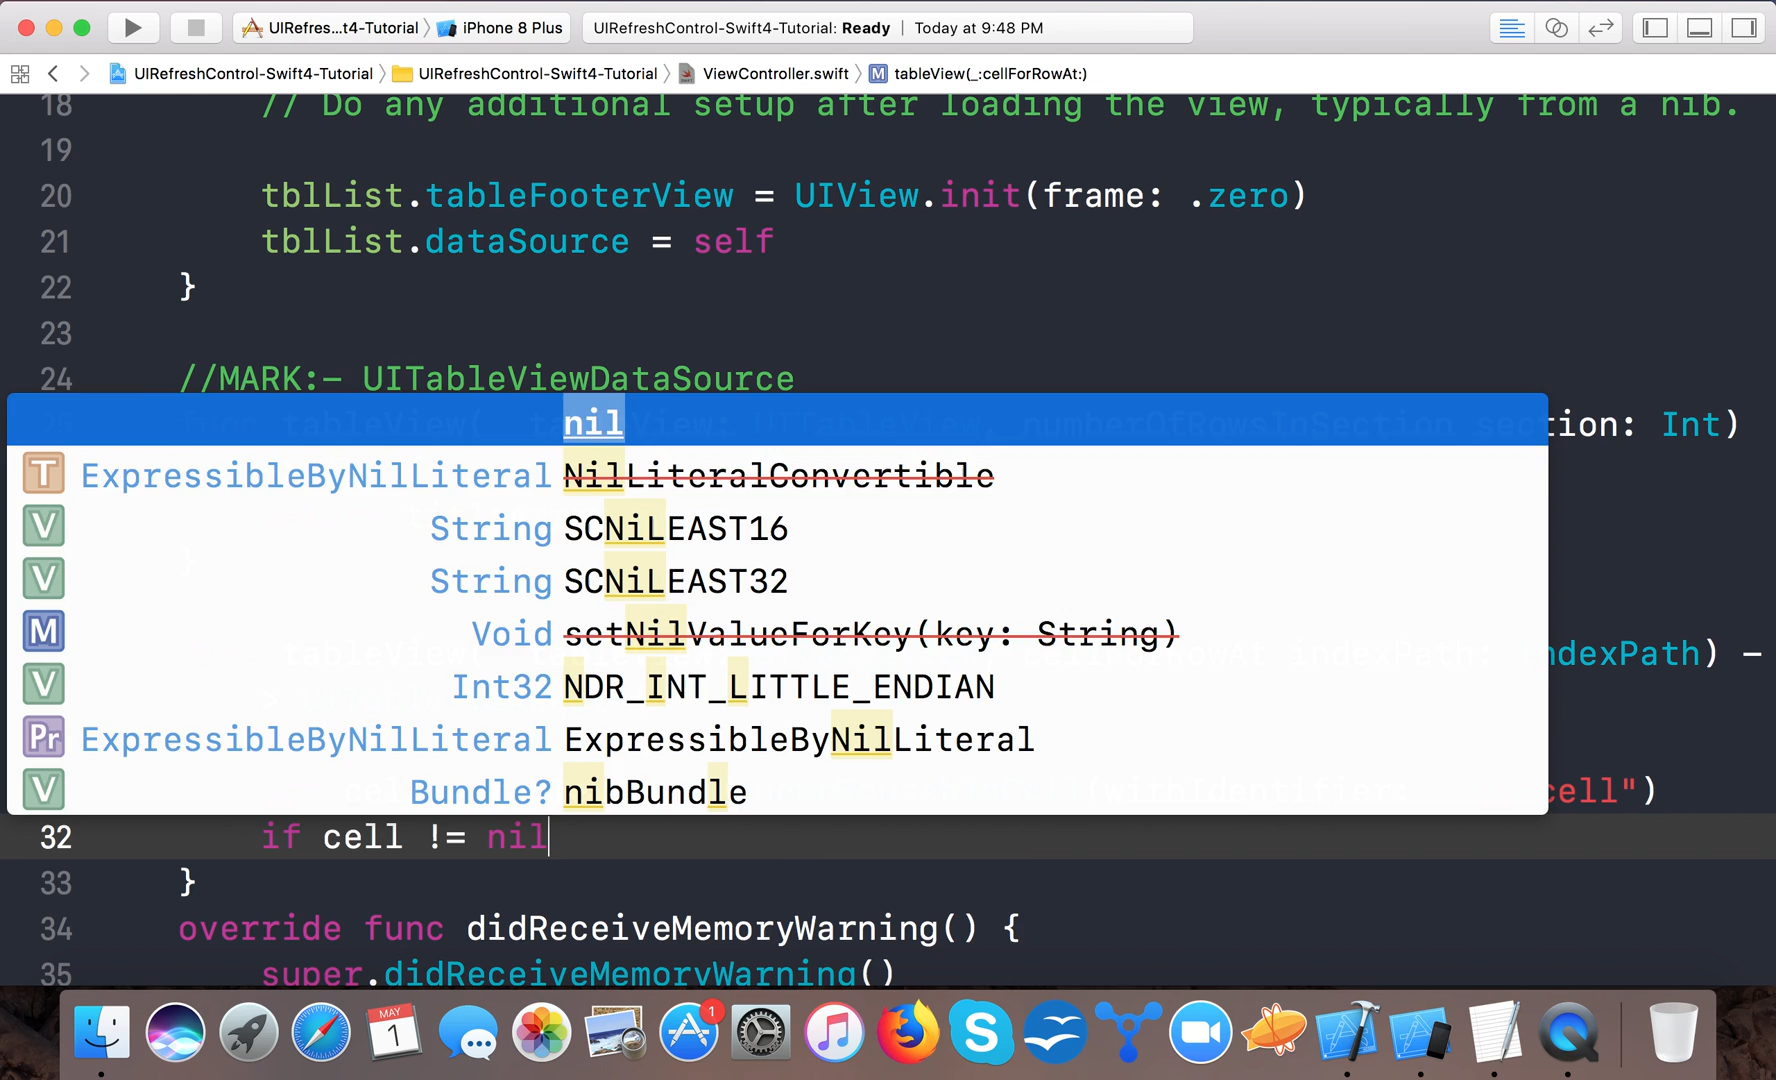 UIRefres...t4-Tutorial 〉 iPhone 8 Plus
UIRefreshControl-Swift4-Tutorial: Ready | Today at 9:48 PM
UIRefreshControl-Swift4-Tutorial 〉 UIRefreshControl-Swift4-Tutorial 〉 ViewController.swift 〉 M tableView(_:cellForRowAt:)
18 // Do any additional setup after loading the view, typically from a nib.
19
20 tblList.tableFooterView = UIView.init(frame: .zero)
21 tblList.dataSource = self
22 }
23
24 //MARK:- UITableViewDataSource
nil
section: Int)
T ExpressibleByNilLiteral NilLiteralConvertible
V String SCNiLEAST16
V String SCNiLEAST32
M Void setNilValueForKey(key: String)
indexPath: IndexPath) -
V Int32 NDR_INT_LITTLE_ENDIAN
Pr ExpressibleByNilLiteral ExpressibleByNilLiteral
V Bundle? nibBundle
cell")
32 if cell != nil
33 }
34 override func didReceiveMemoryWarning() {
35 super.didReceiveMemoryWarning()
MAY
1
1